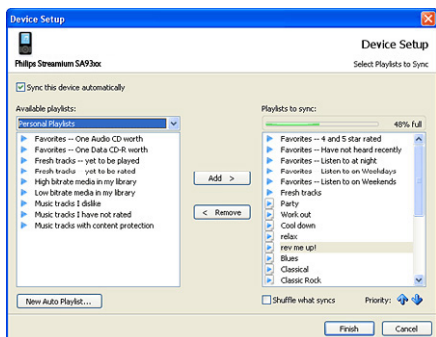 Device Setup
Device Setup
Philips Streamium SA93xx
Select Playlists to Sync
Sync this device automatically
Available playlists:
Personal Playlists
Favorites -- One Audio CD worth
Favorites -- One Data CD-R worth
Fresh tracks -- yet to be played
Fresh tracks -- yet to be rated
High bitrate media in my library
Low bitrate media in my library
Music tracks I dislike
Music tracks I have not rated
Music tracks with content protection
New Auto Playlist...
Add >
< Remove
Playlists to sync:
48% full
Favorites -- 4 and 5 star rated
Favorites -- Have not heard recently
Favorites -- Listen to at night
Favorites -- Listen to on Weekdays
Favorites -- Listen to on Weekends
Fresh tracks
Party
Work out
Cool down
relax
rev me up!
Blues
Classical
Classic Rock
Shuffle what syncs
Priority:
Finish
Cancel